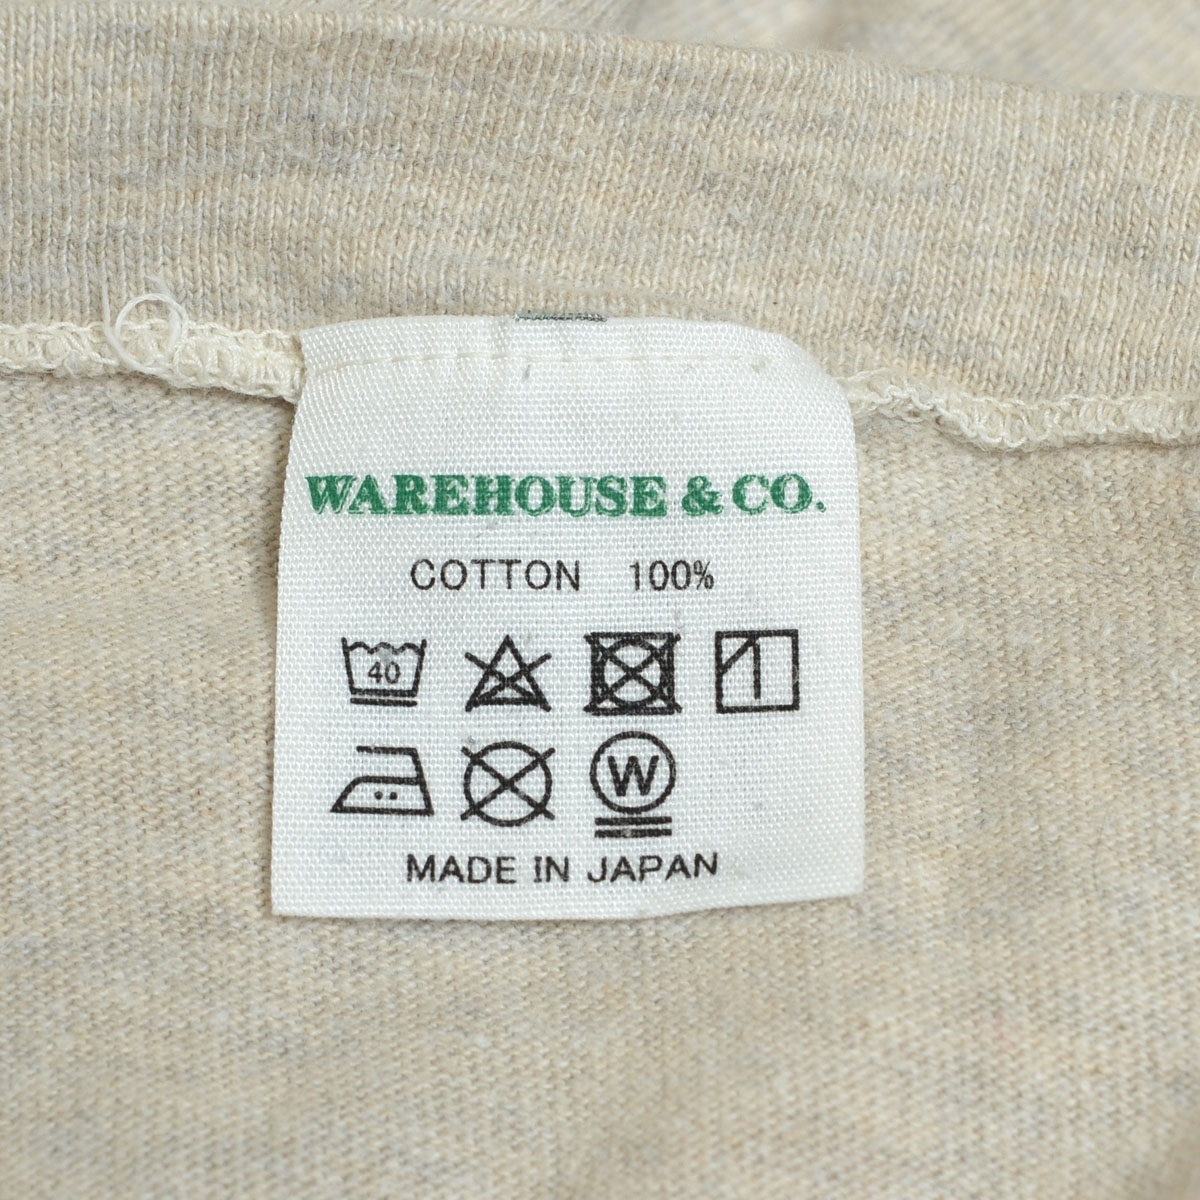 WAREHOUSE & CO.
COTTON 100%
40
W
MADE IN JAPAN